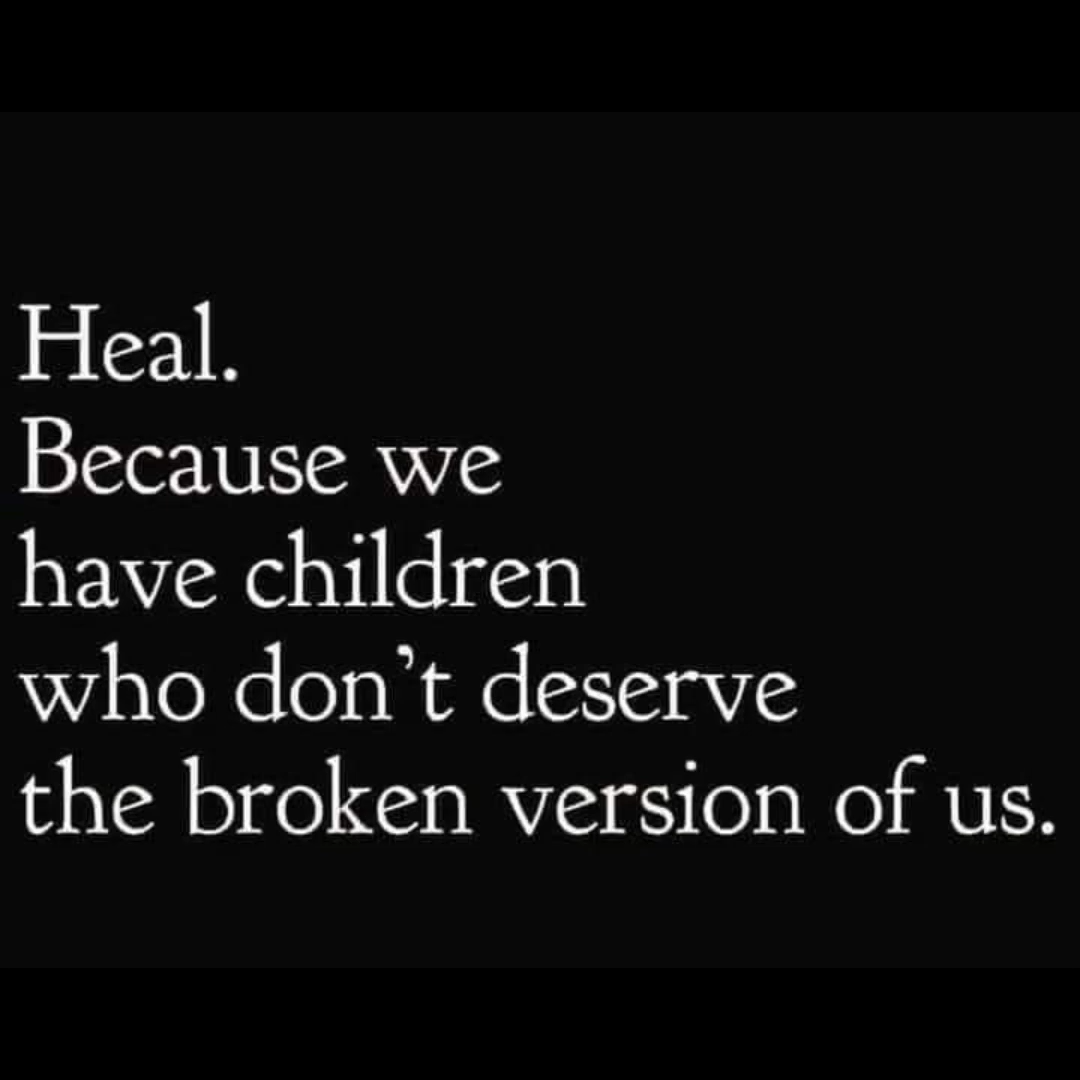 Heal.
Because we
have children
who don’t deserve
the broken version of us.